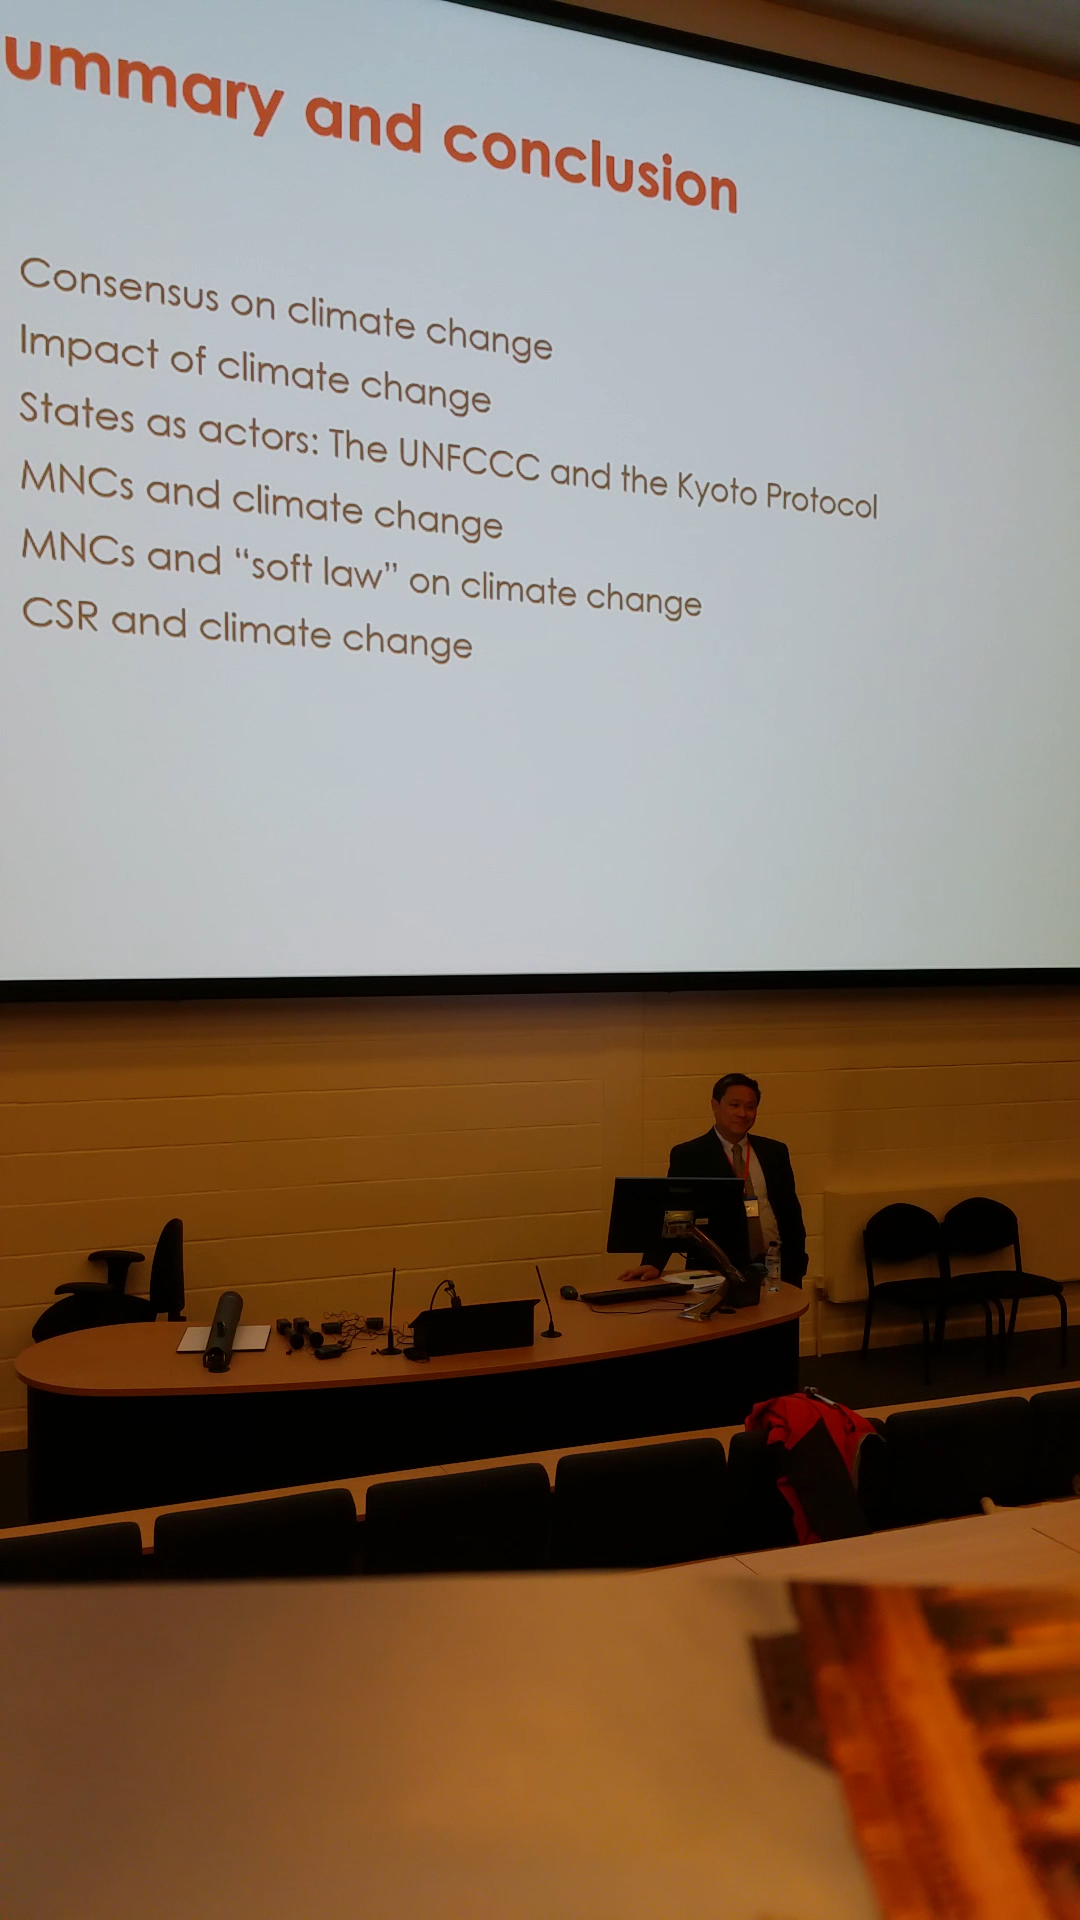 ummary and conclusion
Consensus on climate change
Impact of climate change
States as actors: The UNFCCC and the Kyoto Protocol
MNCs and climate change
MNCs and “soft law” on climate change
CSR and climate change